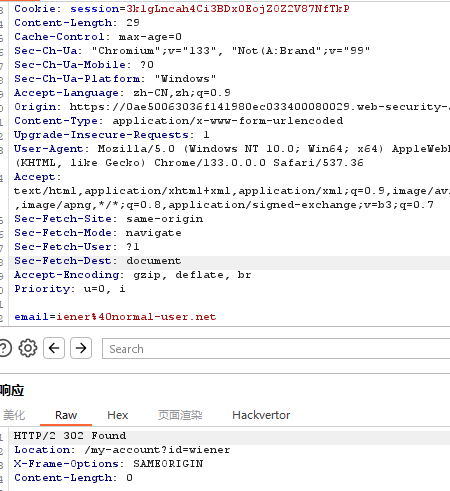 Cookie: session=3klgLncah4Ci3BDx0EojZ0Z2V87NfTkP
Content-Length: 29
Cache-Control: max-age=0
Sec-Ch-Ua: "Chromium";v="133", "Not(A:Brand";v="99"
Sec-Ch-Ua-Mobile: ?0
Sec-Ch-Ua-Platform: "Windows"
Accept-Language: zh-CN,zh;q=0.9
Origin: https://0ae50063036f141980ec033400080029.web-security-a
Content-Type: application/x-www-form-urlencoded
Upgrade-Insecure-Requests: 1
User-Agent: Mozilla/5.0 (Windows NT 10.0; Win64; x64) AppleWebK
(KHTML, like Gecko) Chrome/133.0.0.0 Safari/537.36
Accept:
text/html,application/xhtml+xml,application/xml;q=0.9,image/av
,image/apng,*/*;q=0.8,application/signed-exchange;v=b3;q=0.7
Sec-Fetch-Site: same-origin
Sec-Fetch-Mode: navigate
Sec-Fetch-User: ?1
Sec-Fetch-Dest: document
Accept-Encoding: gzip, deflate, br
Priority: u=0, i
email=iener%40normal-user.net
Search
响应
美化 Raw Hex 页面渲染 Hackvertor
HTTP/2 302 Found
Location: /my-account?id=wiener
X-Frame-Options: SAMEORIGIN
Content-Length: 0